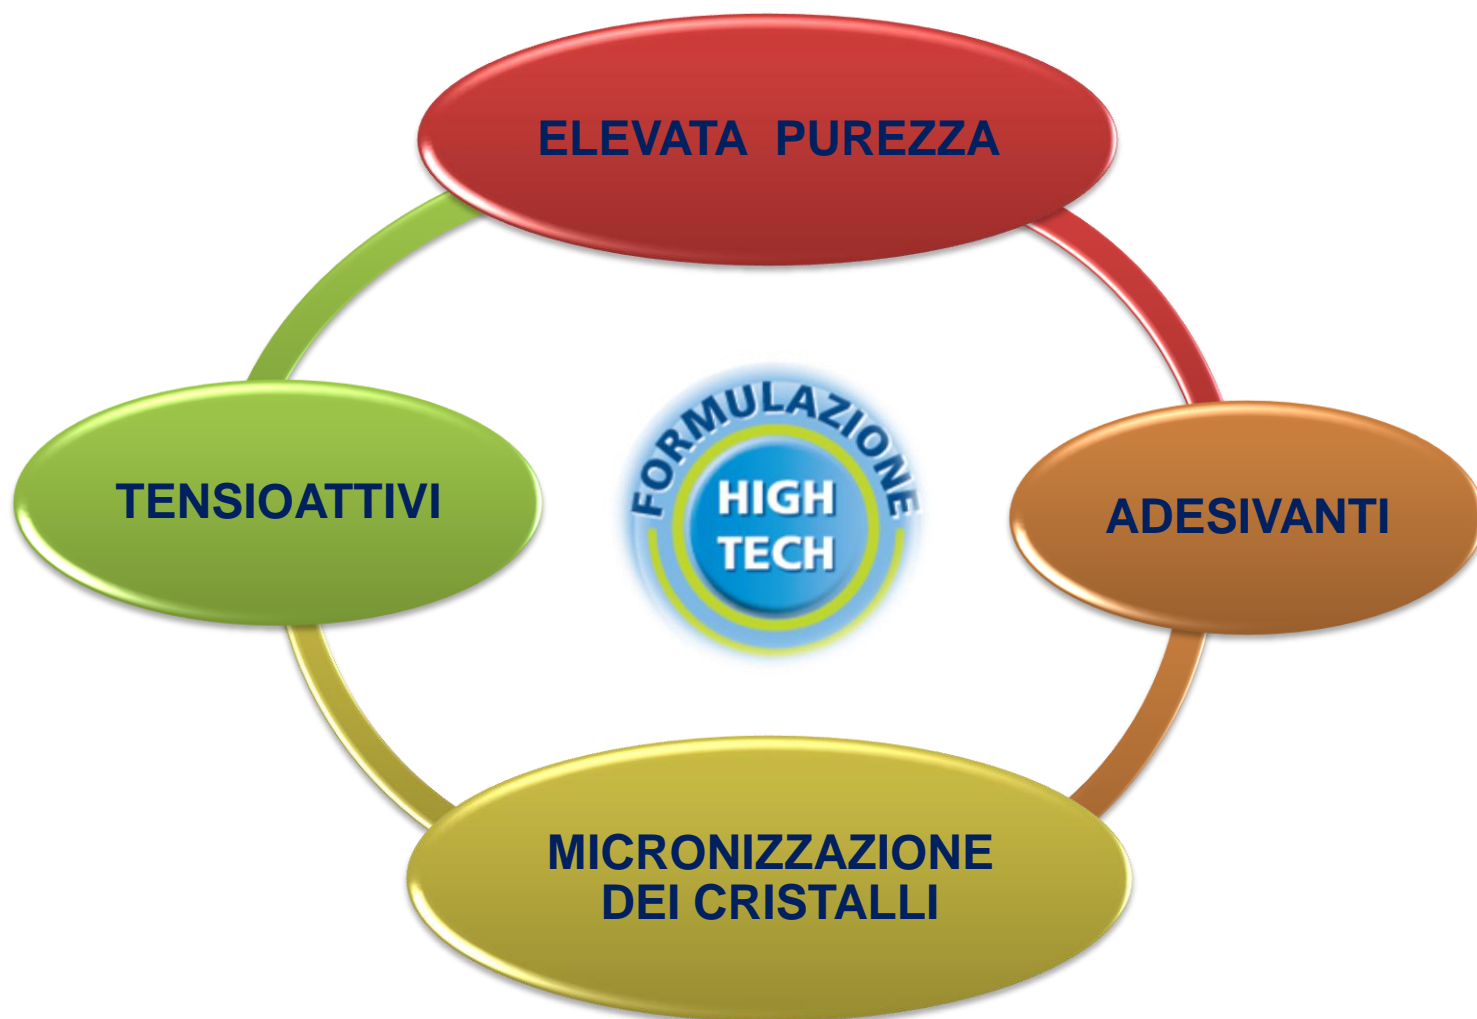 ELEVATA PUREZZA
FORMULAZIONE
HIGH
TECH
TENSIOATTIVI
ADESIVANTI
MICRONIZZAZIONE
DEI CRISTALLI